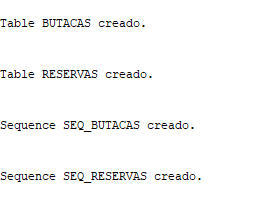 Table BUTACAS creado.
Table RESERVAS creado.
Sequence SEQ_BUTACAS creado.
Sequence SEQ_RESERVAS creado.